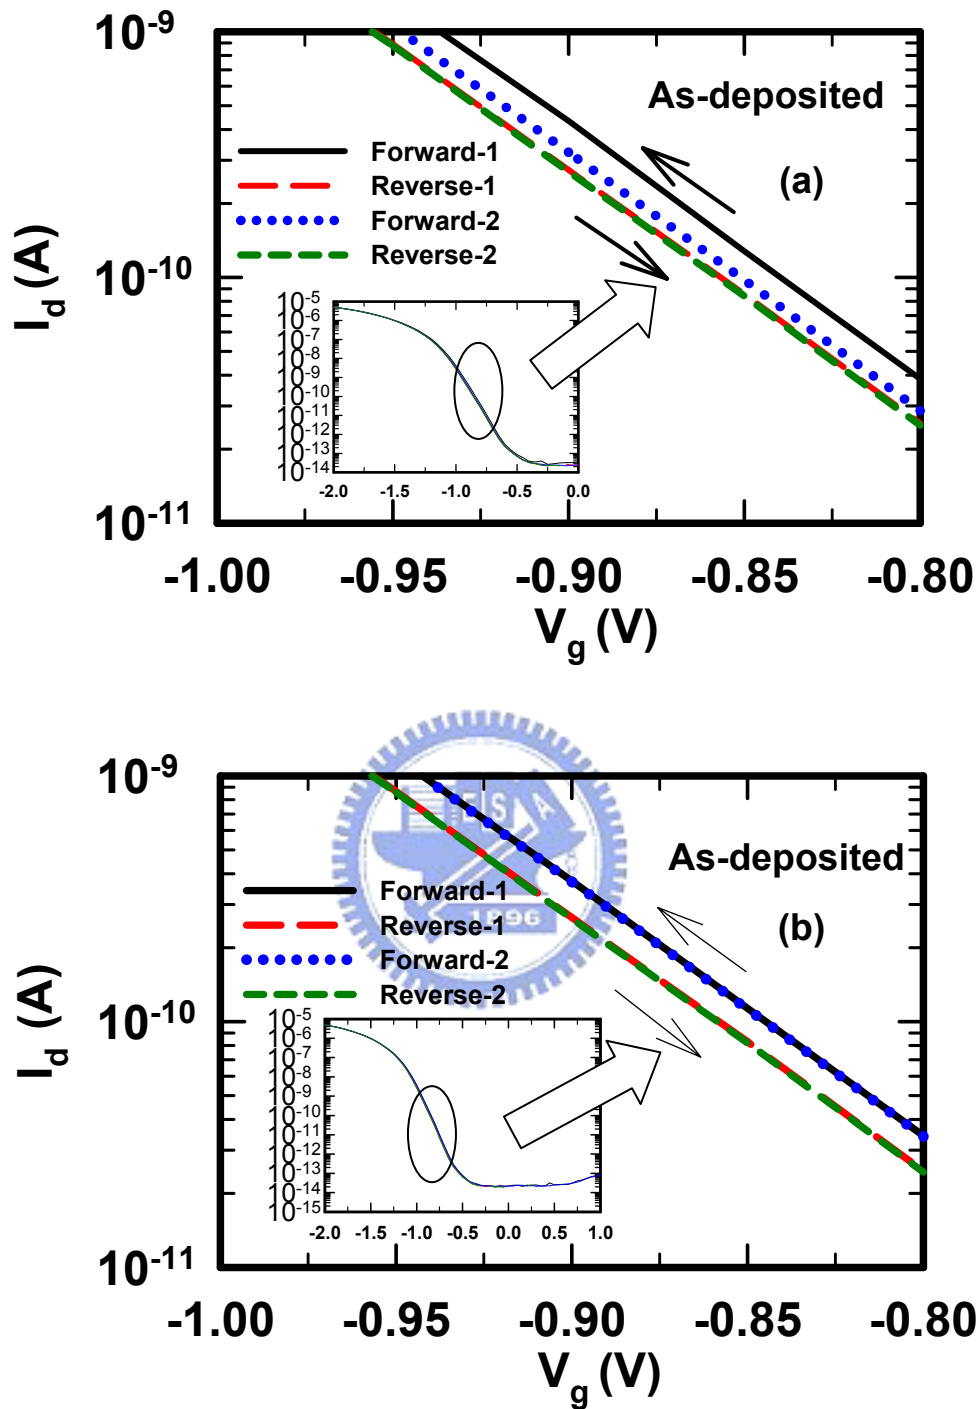 10^-9
As-deposited
Forward-1
Reverse-1
Forward-2
Reverse-2
(a)
I_d (A)
10^-10
10^-5
10^-6
10^-7
10^-8
10^-9
10^-10
10^-11
10^-12
10^-13
10^-14
-2.0 -1.5 -1.0 -0.5 0.0
10^-11
-1.00 -0.95 -0.90 -0.85 -0.80
V_g (V)
10^-9
E S A
As-deposited
Forward-1
Reverse-1
Forward-2
Reverse-2
1896
(b)
I_d (A)
10^-10
10^-5
10^-6
10^-7
10^-8
10^-9
10^-10
10^-11
10^-12
10^-13
10^-14
10^-15
-2.0 -1.5 -1.0 -0.5 0.0 0.5 1.0
10^-11
-1.00 -0.95 -0.90 -0.85 -0.80
V_g (V)